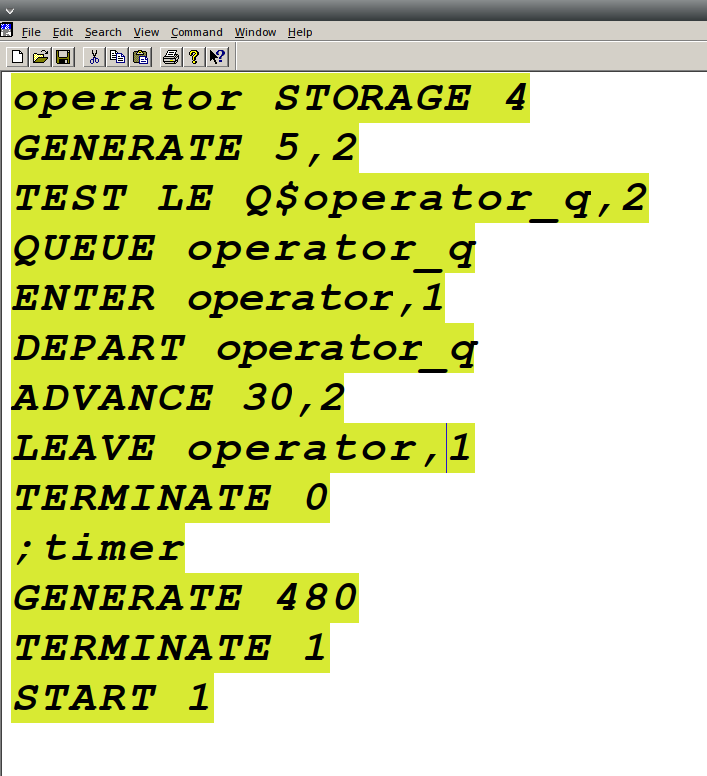 File Edit Search View Command Window Help
operator STORAGE 4
GENERATE 5,2
TEST LE Q$operator_q,2
QUEUE operator_q
ENTER operator,1
DEPART operator_q
ADVANCE 30,2
LEAVE operator,1
TERMINATE 0
;timer
GENERATE 480
TERMINATE 1
START 1